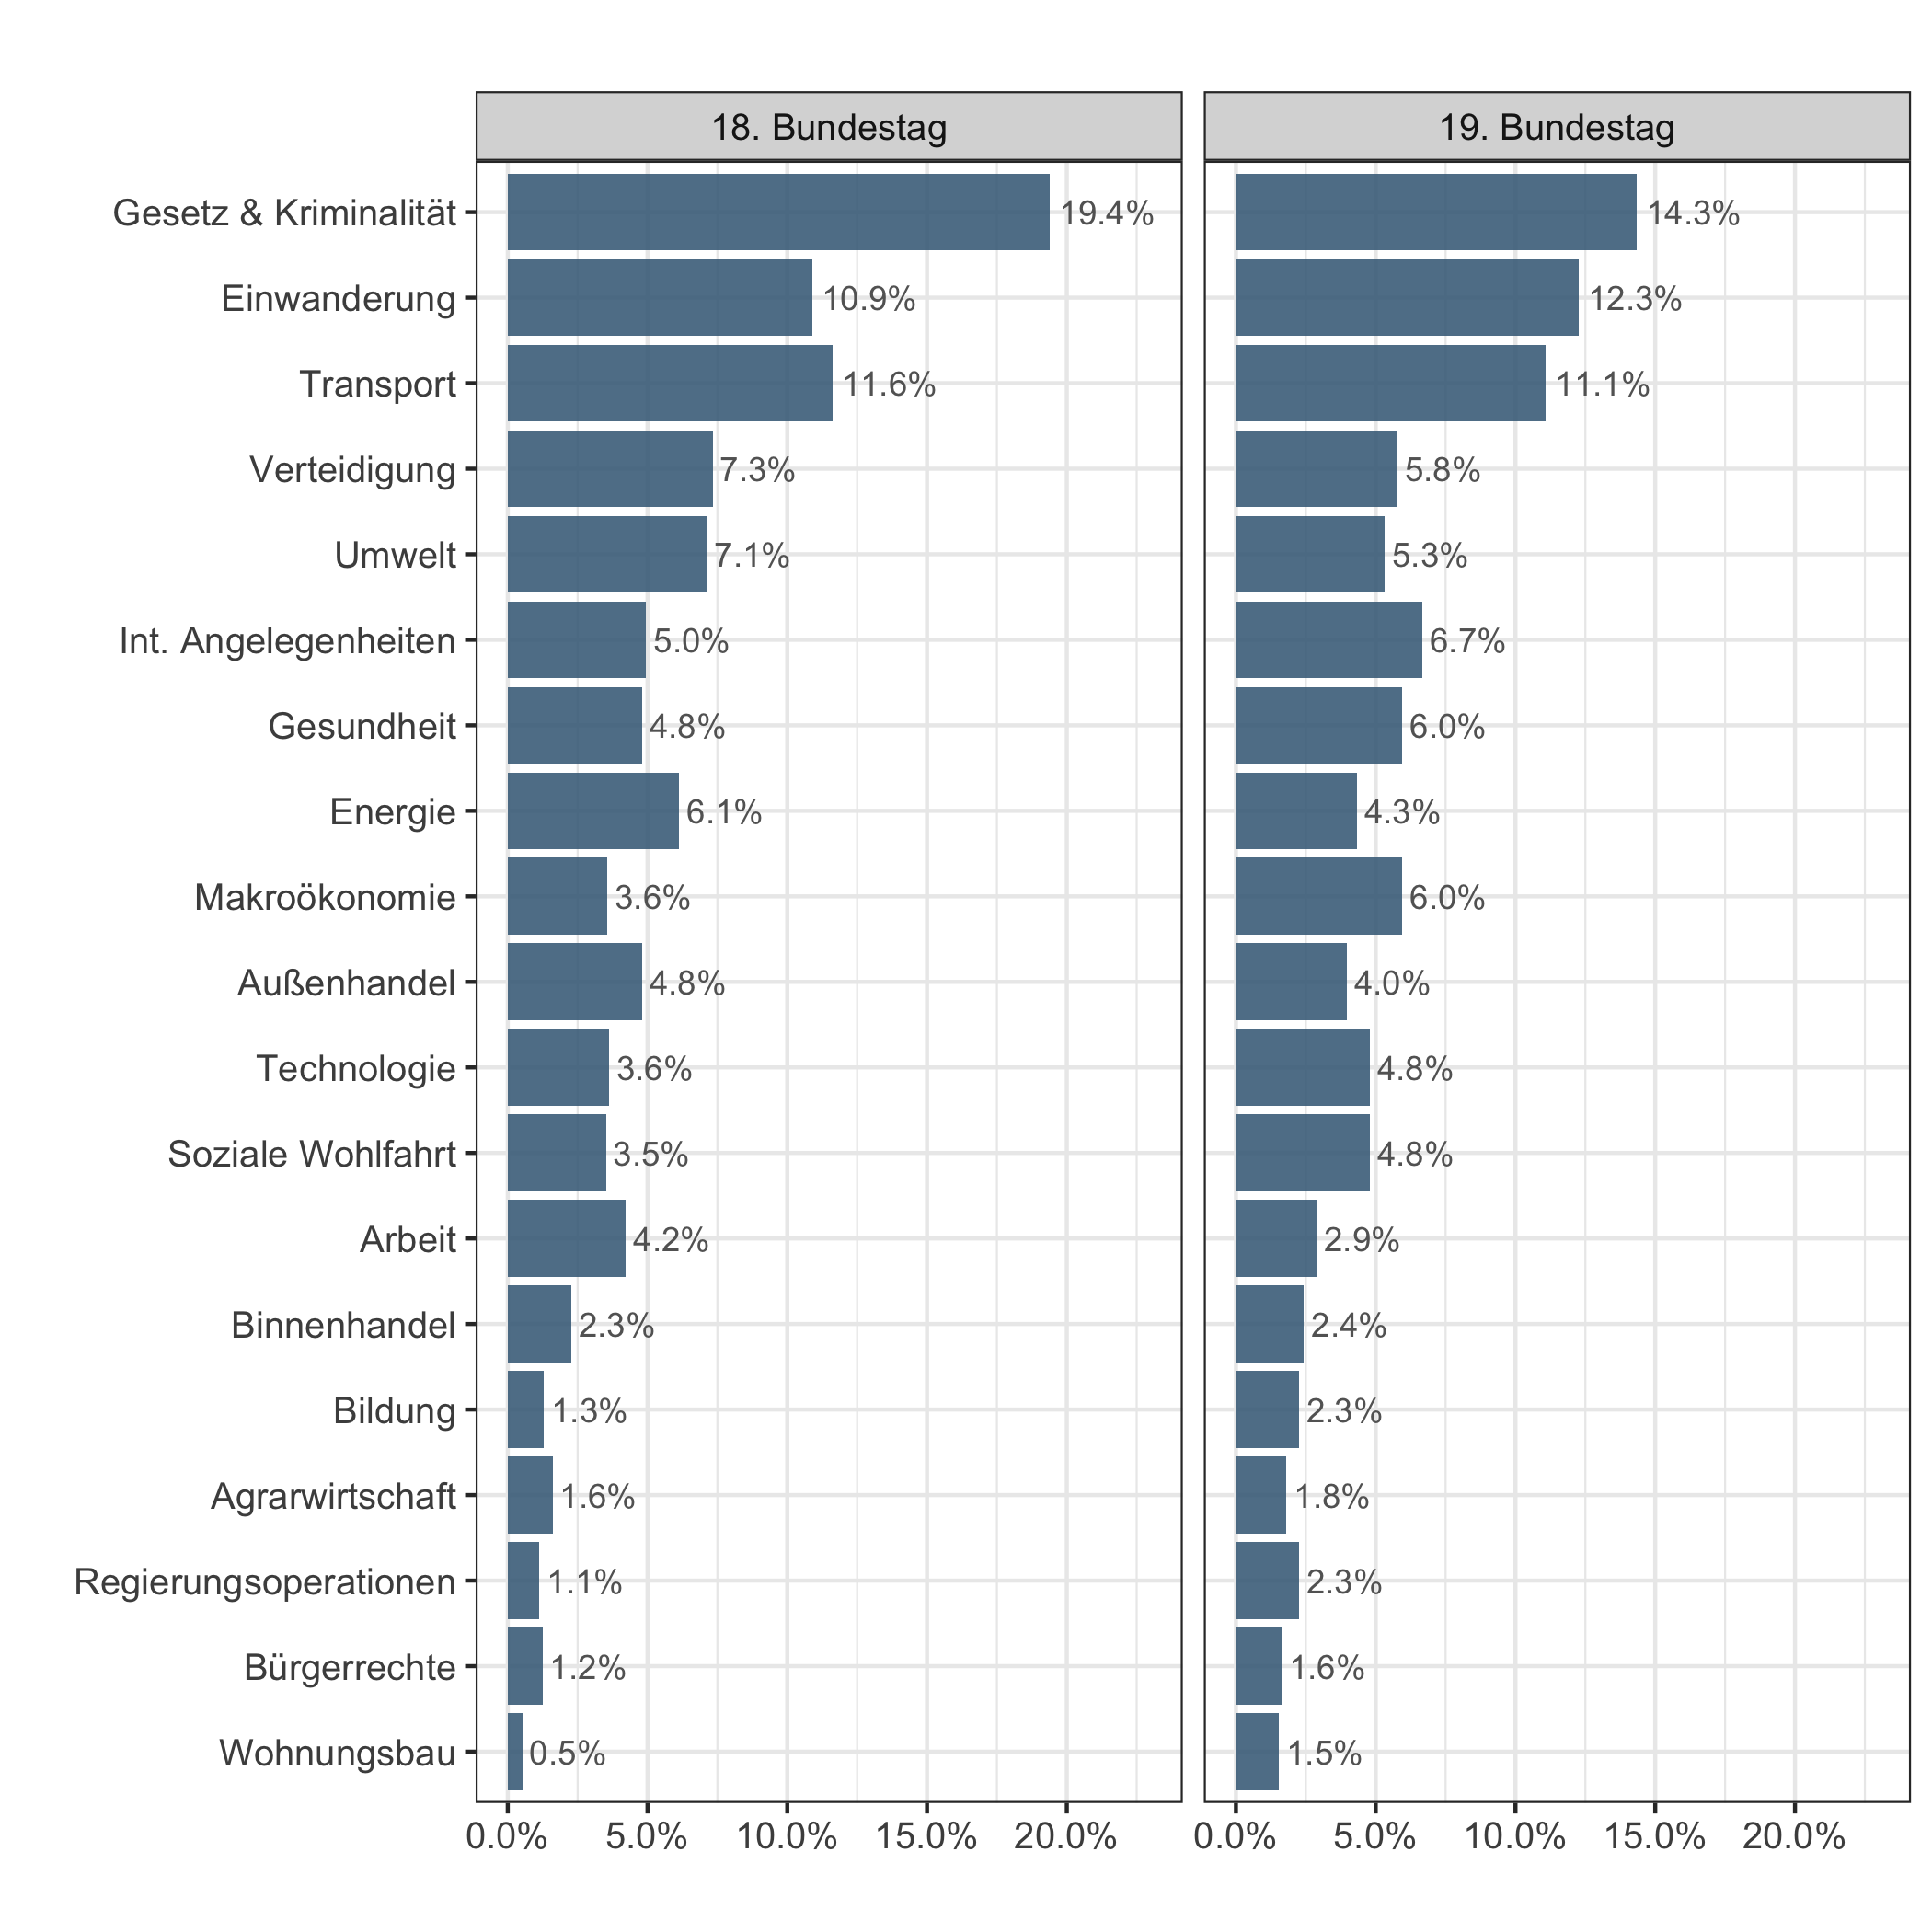 18. Bundestag 19. Bundestag
Gesetz & Kriminalität 19.4% 14.3%
Einwanderung 10.9% 12.3%
Transport 11.6% 11.1%
Verteidigung 7.3% 5.8%
Umwelt 7.1% 5.3%
Int. Angelegenheiten 5.0% 6.7%
Gesundheit 4.8% 6.0%
Energie 6.1% 4.3%
Makroökonomie 3.6% 6.0%
Außenhandel 4.8% 4.0%
Technologie 3.6% 4.8%
Soziale Wohlfahrt 3.5% 4.8%
Arbeit 4.2% 2.9%
Binnenhandel 2.3% 2.4%
Bildung 1.3% 2.3%
Agrarwirtschaft 1.6% 1.8%
Regierungsoperationen 1.1% 2.3%
Bürgerrechte 1.2% 1.6%
Wohnungsbau 0.5% 1.5%
0.0% 5.0% 10.0% 15.0% 20.0% 0.0% 5.0% 10.0% 15.0% 20.0%